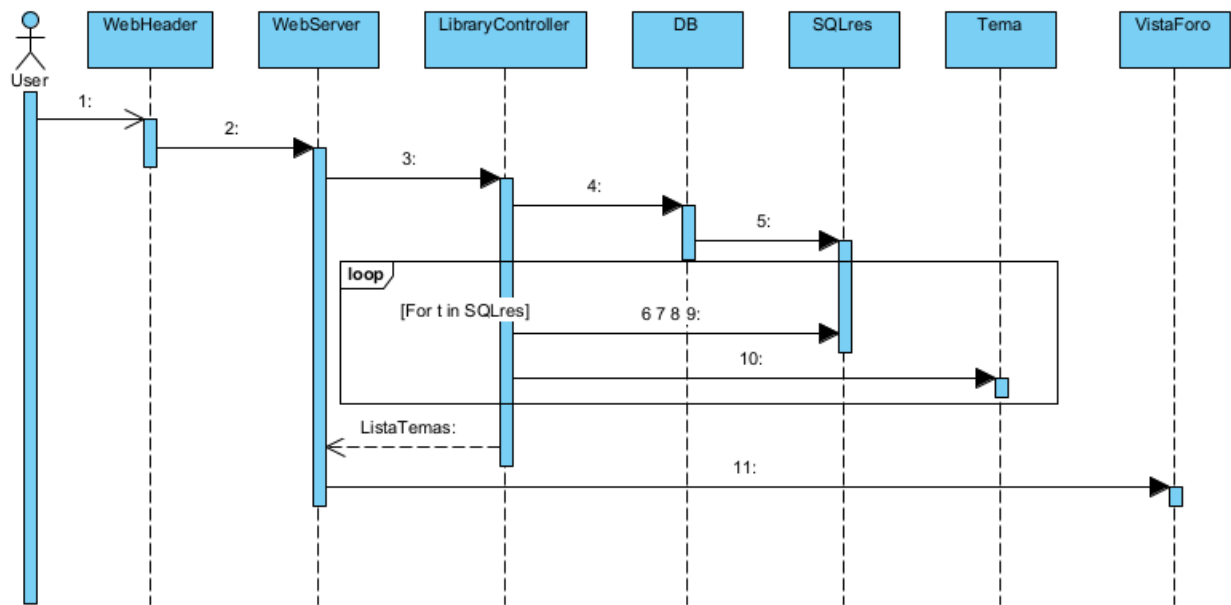 User
WebHeader
WebServer
LibraryController
DB
SQLres
Tema
VistaForo
1:
2:
3:
4:
5:
loop
[For t in SQLres]
6 7 8 9:
10:
ListaTemas:
11: